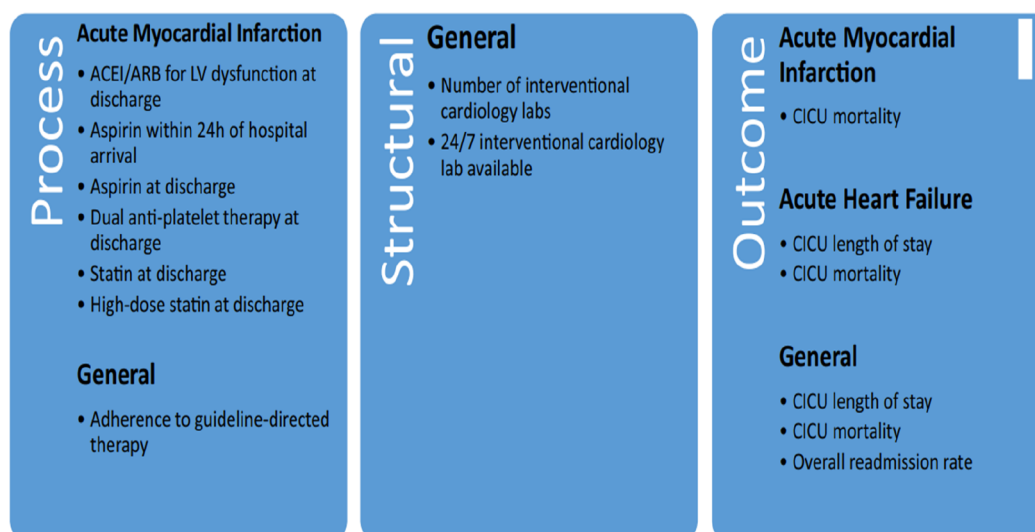 Process
Acute Myocardial Infarction
• ACEI/ARB for LV dysfunction at
discharge
• Aspirin within 24h of hospital
arrival
• Aspirin at discharge
• Dual anti-platelet therapy at
discharge
• Statin at discharge
• High-dose statin at discharge
General
• Adherence to guideline-directed
therapy
Structural
General
• Number of interventional
cardiology labs
• 24/7 interventional cardiology
lab available
Outcome
Acute Myocardial
Infarction
• CICU mortality
Acute Heart Failure
• CICU length of stay
• CICU mortality
General
• CICU length of stay
• CICU mortality
• Overall readmission rate